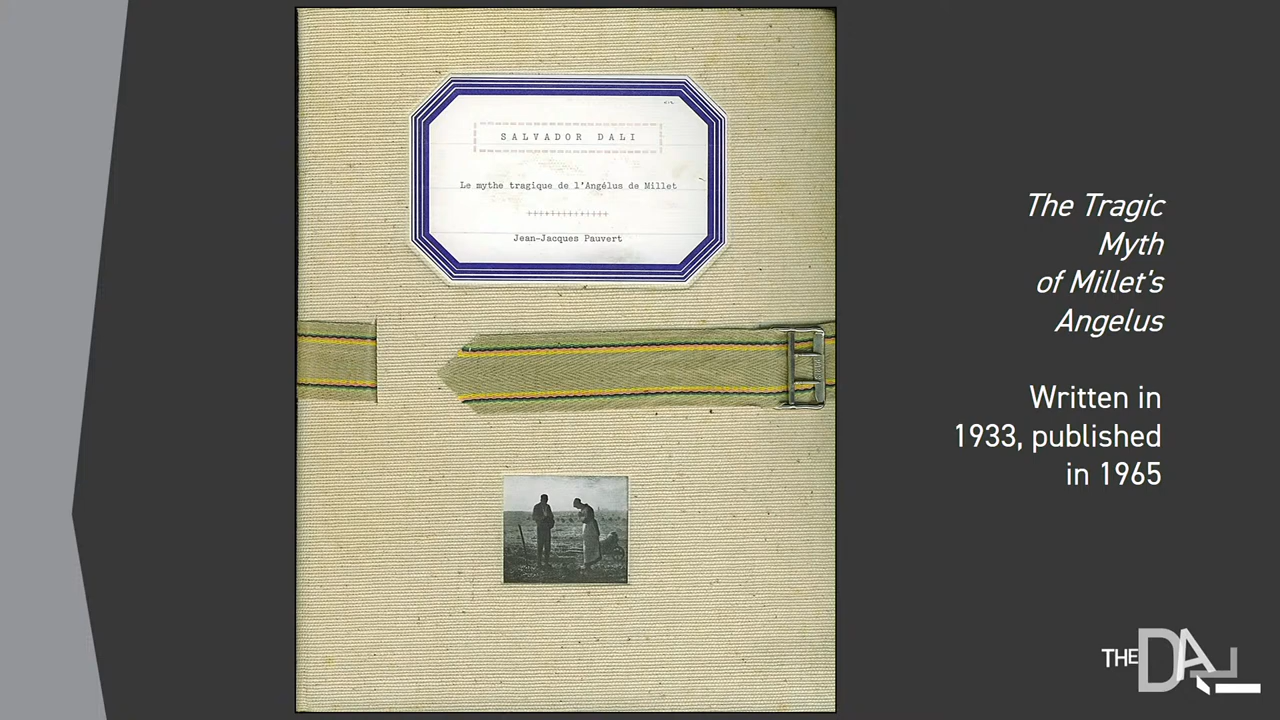 SALVADOR DALI
Le mythe tragique de l'Angélus de Millet
Jean-Jacques Pauvert
The Tragic
Myth
of Millet's
Angelus
Written in
1933, published
in 1965
THE DALÍ